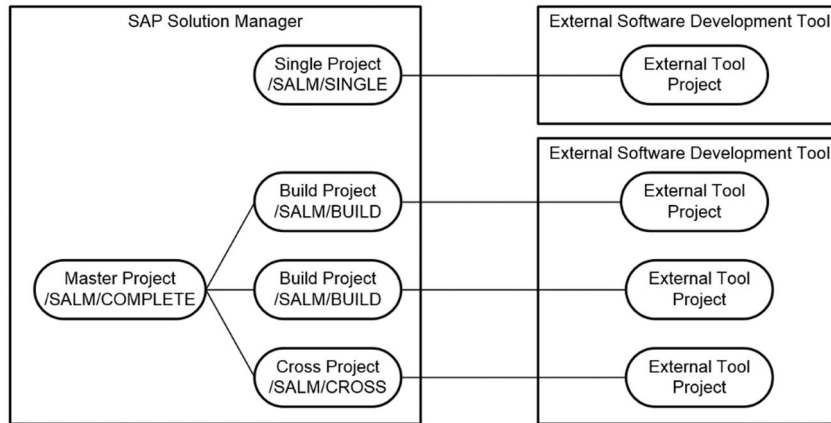 SAP Solution Manager
External Software Development Tool
Single Project
/SALM/SINGLE
External Tool
Project
External Software Development Tool
Build Project
/SALM/BUILD
External Tool
Project
Master Project
/SALM/COMPLETE
Build Project
/SALM/BUILD
External Tool
Project
Cross Project
/SALM/CROSS
External Tool
Project